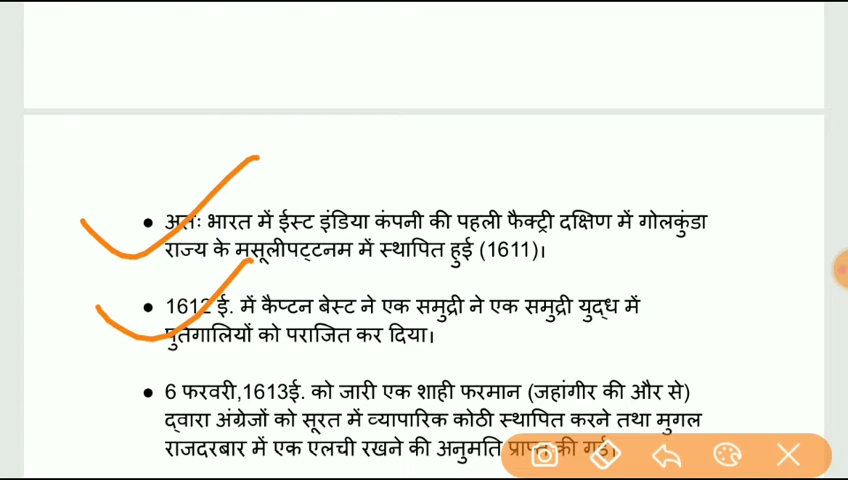 • अतः भारत में ईस्ट इंडिया कंपनी की पहली फैक्ट्री दक्षिण में गोलकुंडा
राज्य के मसूलीपट्टनम में स्थापित हुई (1611)।
• 1612 ई. में कैप्टन बेस्ट ने एक समुद्री ने एक समुद्री युद्ध में
पुर्तगालियों को पराजित कर दिया।
• 6 फरवरी,1613ई. को जारी एक शाही फरमान (जहांगीर की और से)
द्वारा अंग्रेजों को सूरत में व्यापारिक कोठी स्थापित करने तथा मुगल
राजदरबार में एक एलची रखने की अनुमति प्राप्त की गई।